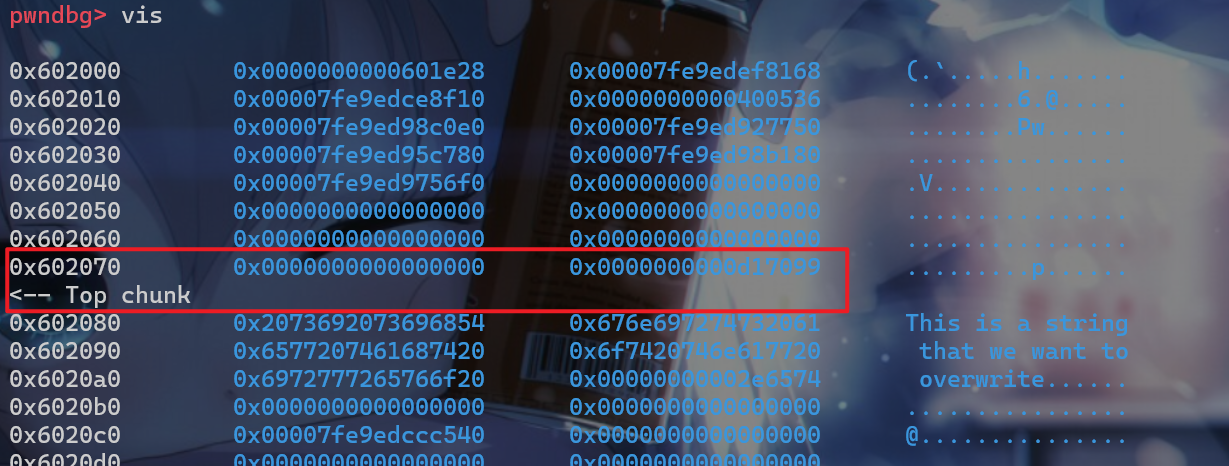 pwndbg> vis
0x602000 0x0000000000601e28 0x00007fe9edef8168 (.`.....h.......
0x602010 0x00007fe9edce8f10 0x0000000000400536 ........6.@.....
0x602020 0x00007fe9ed98c0e0 0x00007fe9ed927750 ........Pw......
0x602030 0x00007fe9ed95c780 0x00007fe9ed98b180 ................
0x602040 0x00007fe9ed9756f0 0x0000000000000000 .V..............
0x602050 0x0000000000000000 0x0000000000000000 ................
0x602060 0x0000000000000000 0x0000000000000000 ................
0x602070 0x0000000000000000 0x0000000000d17099 .........p......
<-- Top chunk
0x602080 0x2073692073696854 0x676e697274732061 This is a string
0x602090 0x6577207461687420 0x6f7420746e617720  that we want to
0x6020a0 0x6972777265766f20 0x00000000002e6574  overwrite......
0x6020b0 0x0000000000000000 0x0000000000000000 ................
0x6020c0 0x00007fe9edccc540 0x0000000000000000 @...............
0x6020d0 0x0000000000000000 0x0000000000000000 ................